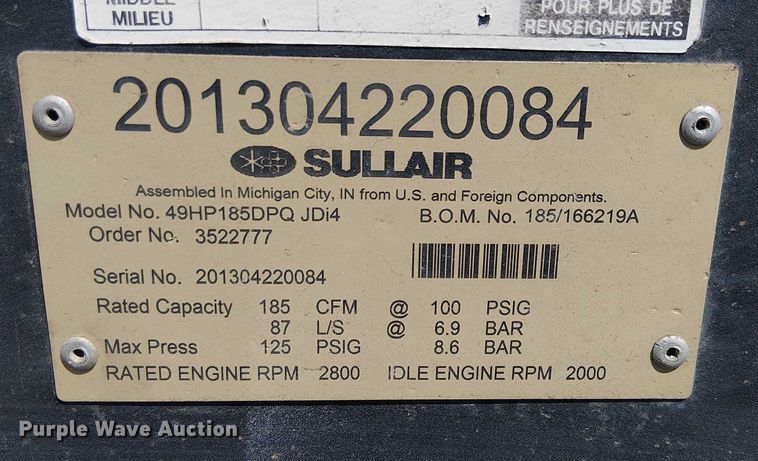 MIDDLE
MILIEU
POUR PLUS DE
RENSEIGNEMENTS
201304220084
SULLAIR
Assembled In Michigan City, IN from U.S. and Foreign Components.
Model No. 49HP185DPQ JDi4 B.O.M. No. 185/166219A
Order No. 3522777
Serial No. 201304220084
Rated Capacity 185 CFM @ 100 PSIG
87 L/S @ 6.9 BAR
Max Press 125 PSIG 8.6 BAR
RATED ENGINE RPM 2800 IDLE ENGINE RPM 2000
Purple Wave Auction